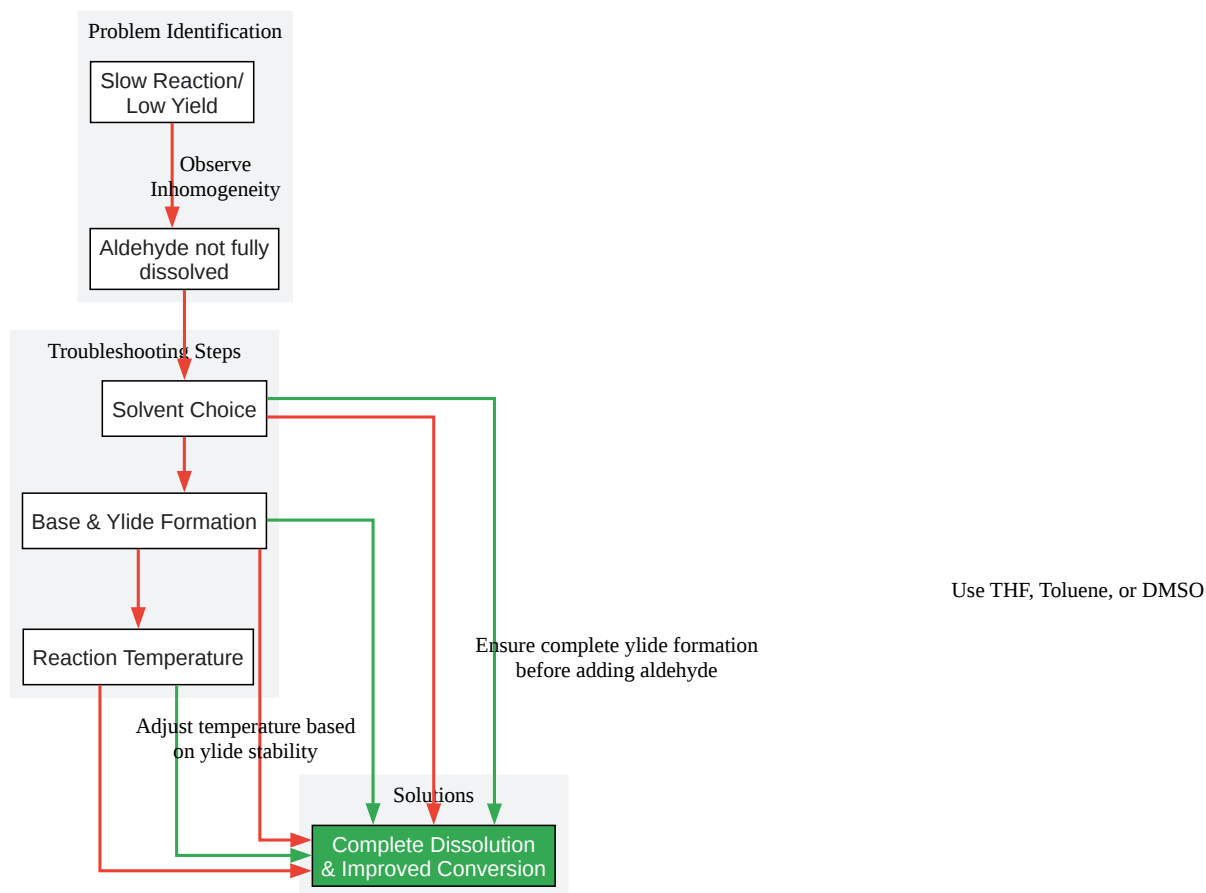 Problem Identification
Slow Reaction/
Low Yield
Observe
Inhomogeneity
Aldehyde not fully
dissolved
Troubleshooting Steps
Solvent Choice
Base & Ylide Formation
Use THF, Toluene, or DMSO
Reaction Temperature
Ensure complete ylide formation
before adding aldehyde
Adjust temperature based
on ylide stability
Solutions
Complete Dissolution
& Improved Conversion